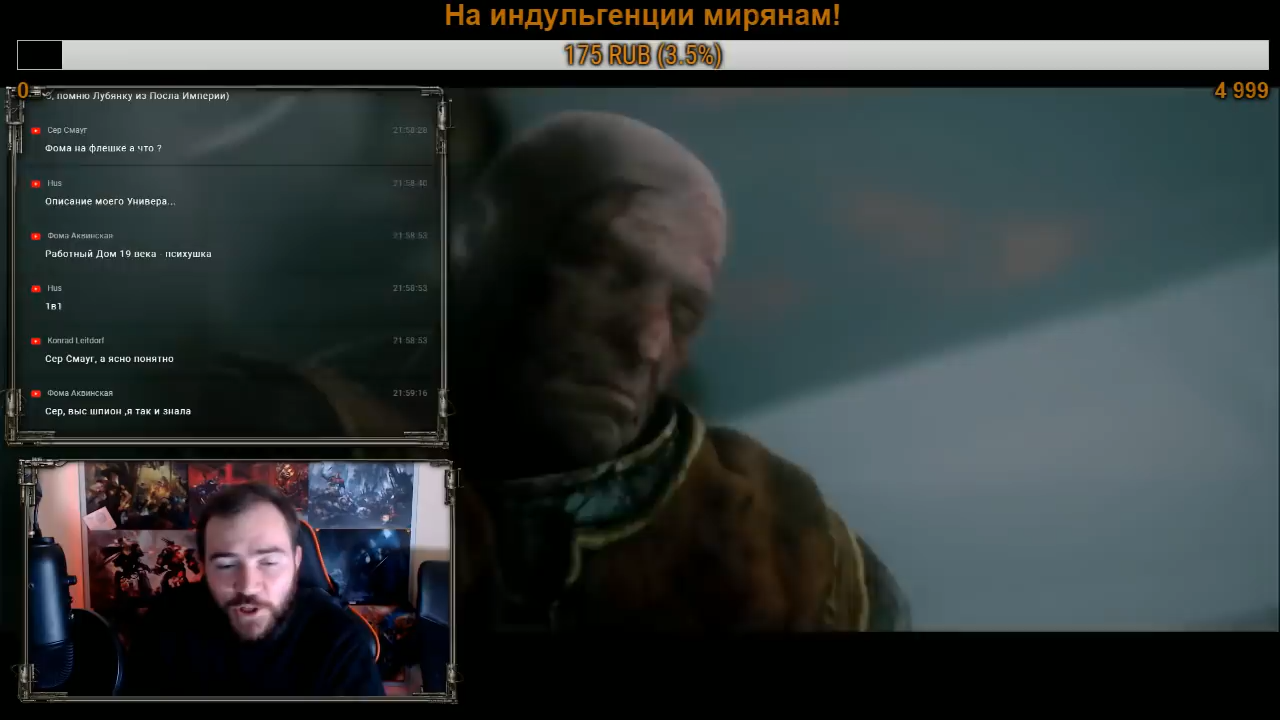 На индульгенции мирянам!
175 RUB (3.5%)
0
4 999
помню Лубянку из Посла Империи)
Сер Смауг
21:58:28
Фома на флешке а что ?
Hus
21:58:40
Описание моего Универа...
Фома Аквинская
21:58:53
Работный Дом 19 века - психушка
Hus
21:58:53
1в1
Konrad Leitdorf
21:58:53
Сер Смауг, а ясно понятно
Фома Аквинская
21:59:16
Сер, выс шпион ,я так и знала